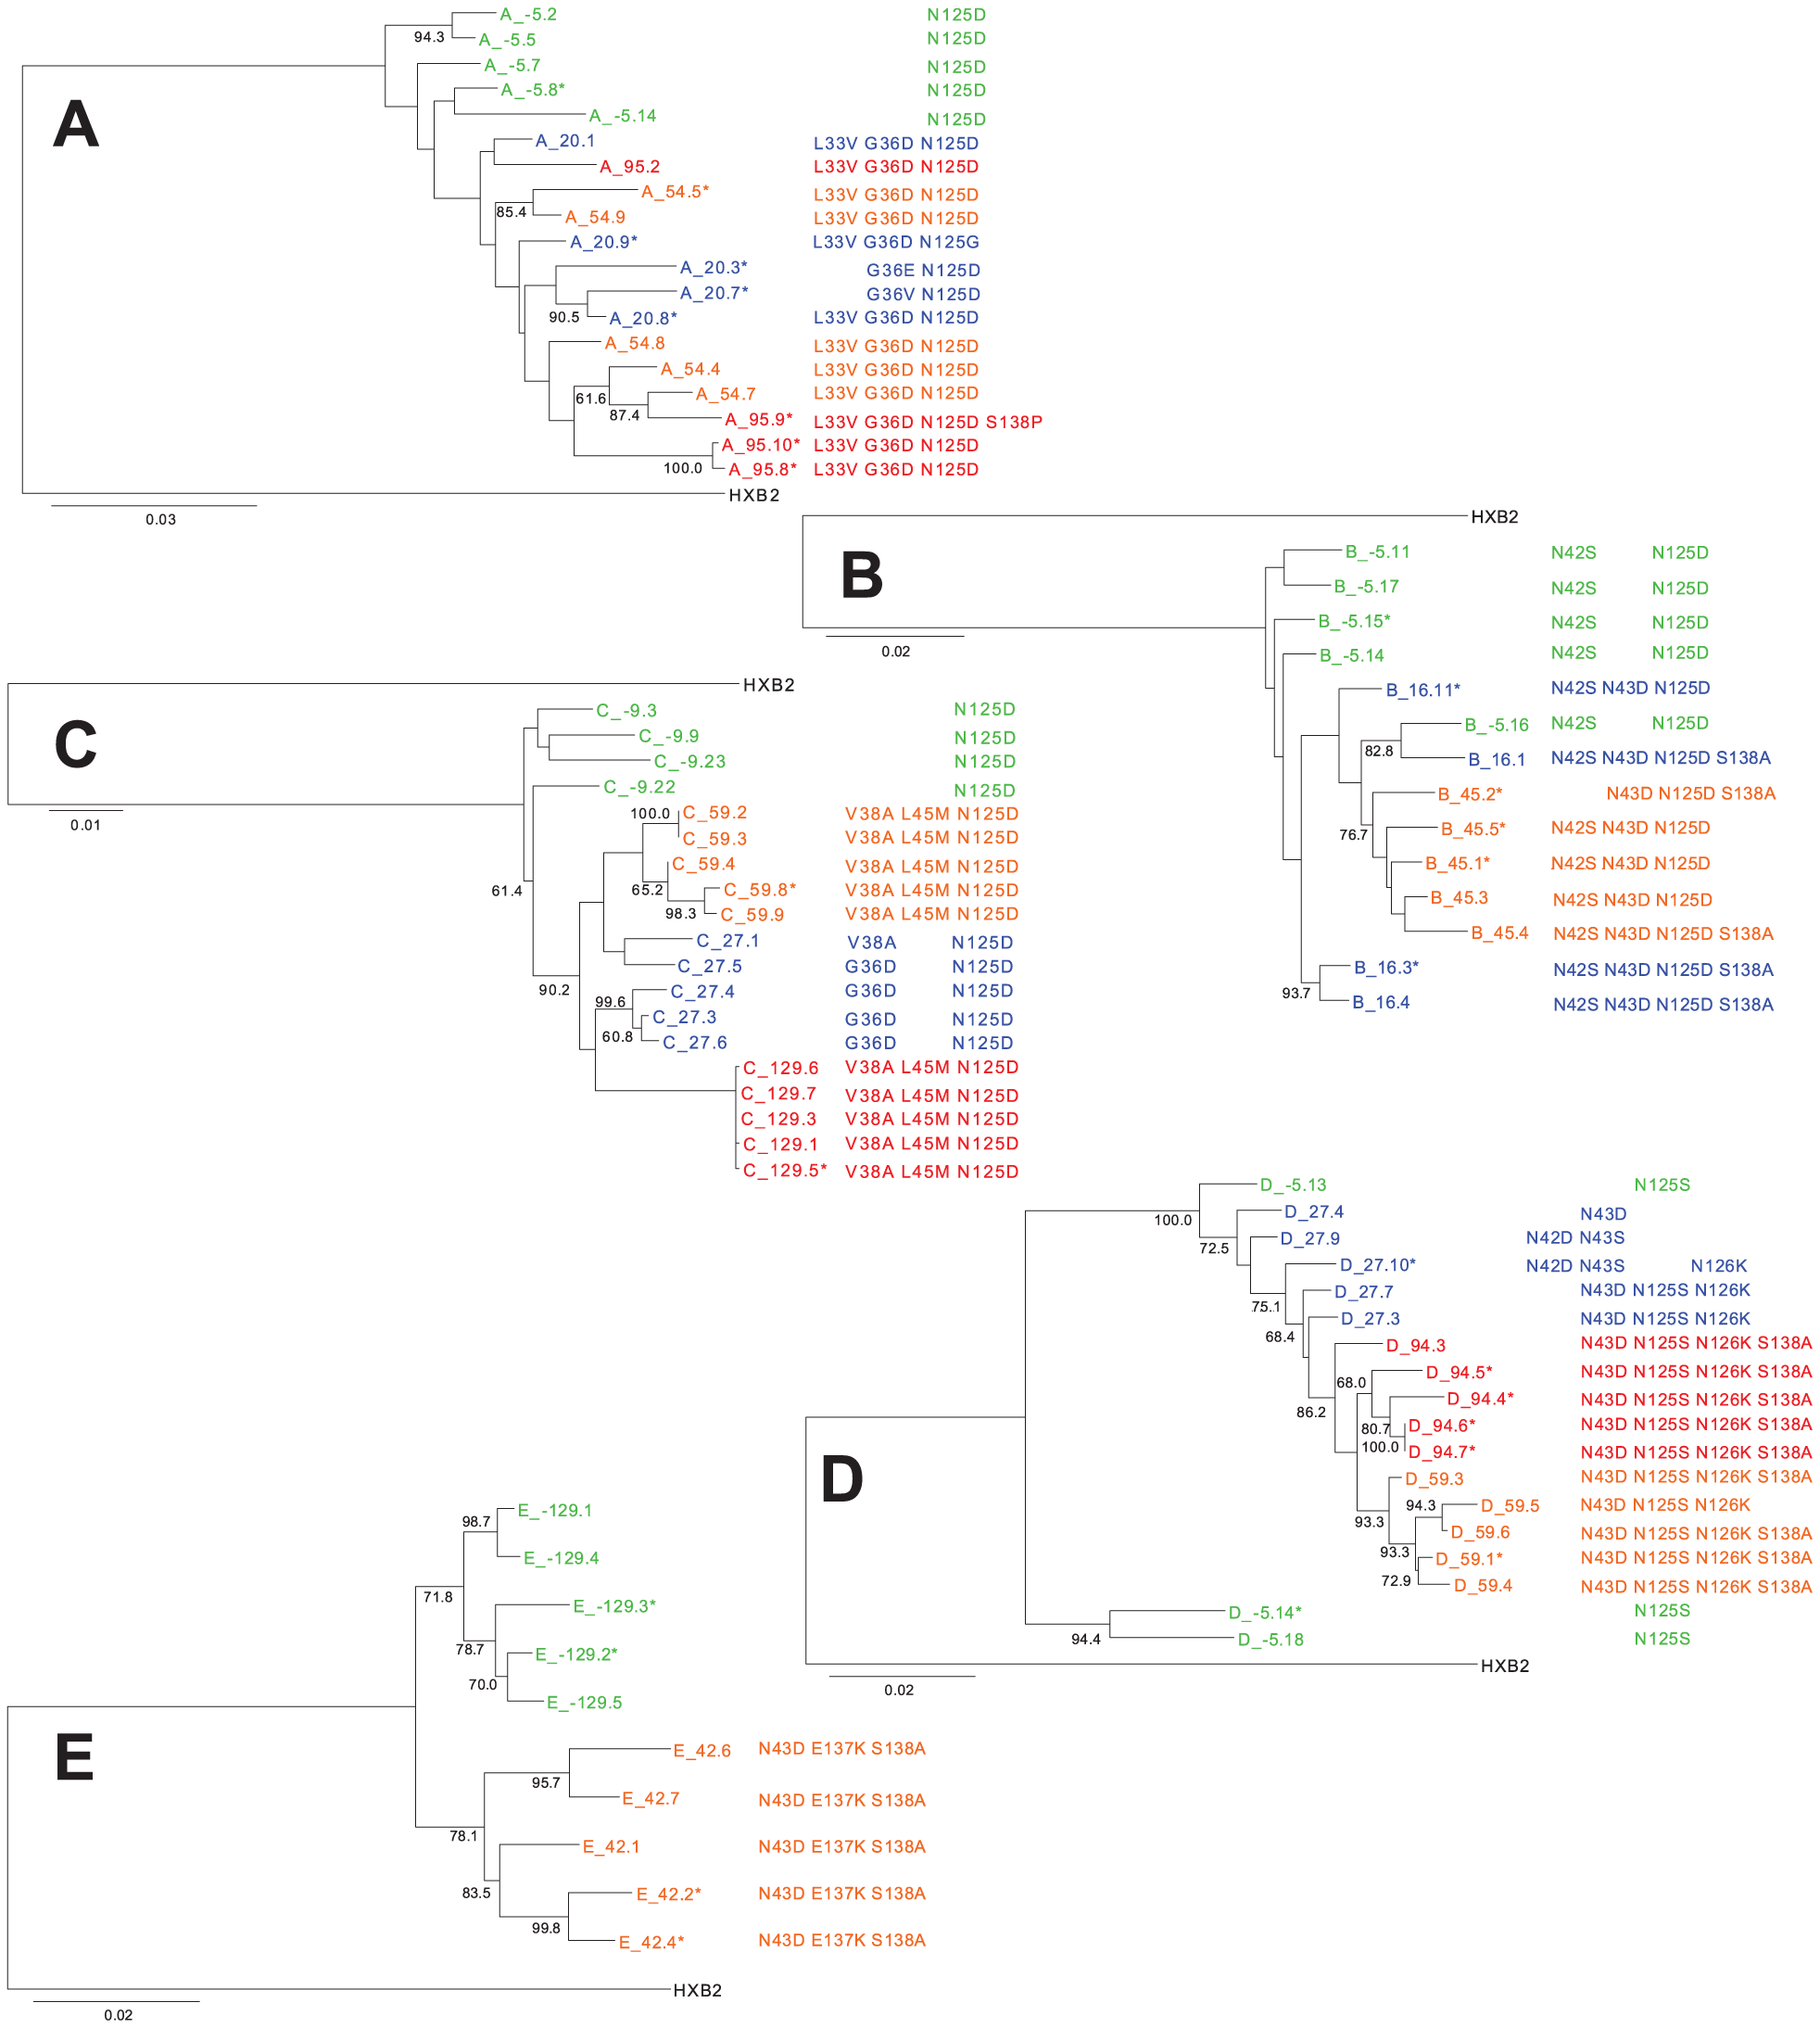 A
A_-5.2 N125D
94.3
A_-5.5 N125D
A_-5.7 N125D
A_-5.8* N125D
A_-5.14 N125D
A_20.1 L33V G36D N125D
A_95.2 L33V G36D N125D
A_54.5* L33V G36D N125D
85.4
A_54.9 L33V G36D N125D
A_20.9* L33V G36D N125G
A_20.3* G36E N125D
A_20.7* G36V N125D
90.5
A_20.8* L33V G36D N125D
A_54.8 L33V G36D N125D
A_54.4 L33V G36D N125D
61.6
A_54.7 L33V G36D N125D
87.4
A_95.9* L33V G36D N125D S138P
A_95.10* L33V G36D N125D
100.0
A_95.8* L33V G36D N125D
HXB2
0.03
B
HXB2
B_-5.11 N42S N125D
B_-5.17 N42S N125D
B_-5.15* N42S N125D
0.02
B_-5.14 N42S N125D
B_16.11* N42S N43D N125D
B_-5.16 N42S N125D
82.8
B_16.1 N42S N43D N125D S138A
B_45.2* N43D N125D S138A
76.7
B_45.5* N42S N43D N125D
B_45.1* N42S N43D N125D
B_45.3 N42S N43D N125D
B_45.4 N42S N43D N125D S138A
B_16.3* N42S N43D N125D S138A
93.7
B_16.4 N42S N43D N125D S138A
C
HXB2
C_-9.3 N125D
C_-9.9 N125D
C_-9.23 N125D
C_-9.22 N125D
0.01
100.0
C_59.2 V38A L45M N125D
C_59.3 V38A L45M N125D
C_59.4 V38A L45M N125D
61.4
65.2
C_59.8* V38A L45M N125D
98.3
C_59.9 V38A L45M N125D
C_27.1 V38A N125D
C_27.5 G36D N125D
90.2
C_27.4 G36D N125D
99.6
C_27.3 G36D N125D
60.8
C_27.6 G36D N125D
C_129.6 V38A L45M N125D
C_129.7 V38A L45M N125D
C_129.3 V38A L45M N125D
C_129.1 V38A L45M N125D
C_129.5* V38A L45M N125D
D
D_-5.13 N125S
100.0
D_27.4 N43D
72.5
D_27.9 N42D N43S
D_27.10* N42D N43S N126K
75.1
D_27.7 N43D N125S N126K
68.4
D_27.3 N43D N125S N126K
D_94.3 N43D N125S N126K S138A
68.0
D_94.5* N43D N125S N126K S138A
86.2
D_94.4* N43D N125S N126K S138A
80.7
D_94.6* N43D N125S N126K S138A
100.0
D_94.7* N43D N125S N126K S138A
D_59.3 N43D N125S N126K S138A
94.3
D_59.5 N43D N125S N126K
93.3
D_59.6 N43D N125S N126K S138A
93.3
D_59.1* N43D N125S N126K S138A
72.9
D_59.4 N43D N125S N126K S138A
D_-5.14* N125S
94.4
D_-5.18 N125S
HXB2
0.02
E
E_-129.1
98.7
E_-129.4
71.8
E_-129.3*
78.7
E_-129.2*
70.0
E_-129.5
E_42.6 N43D E137K S138A
95.7
E_42.7 N43D E137K S138A
78.1
E_42.1 N43D E137K S138A
83.5
E_42.2* N43D E137K S138A
99.8
E_42.4* N43D E137K S138A
HXB2
0.02